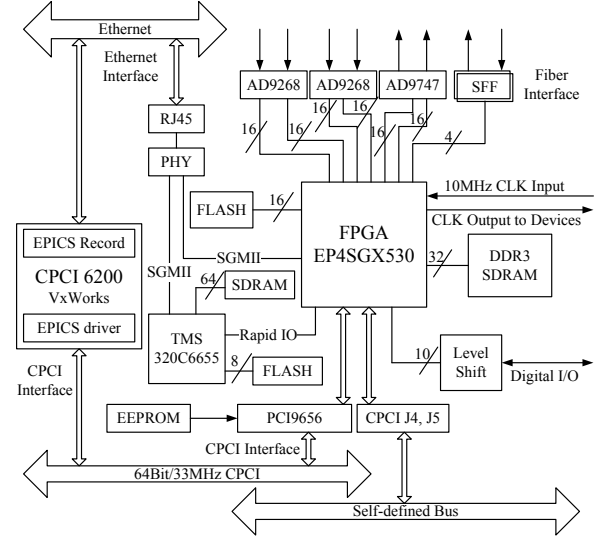 Ethernet
Ethernet
Interface
AD9268
AD9268
AD9747
SFF
Fiber
Interface
RJ45
16
16
16
16
16
16
4
PHY
10MHz CLK Input
FLASH
16
CLK Output to Devices
FPGA
EP4SGX530
EPICS Record
CPCI 6200
VxWorks
EPICS driver
SGMII
SGMII
64
SDRAM
32
DDR3
SDRAM
TMS
320C6655
Rapid IO
8
FLASH
10
Level
Shift
Digital I/O
CPCI
Interface
EEPROM
PCI9656
CPCI J4, J5
CPCI Interface
64Bit/33MHz CPCI
Self-defined Bus